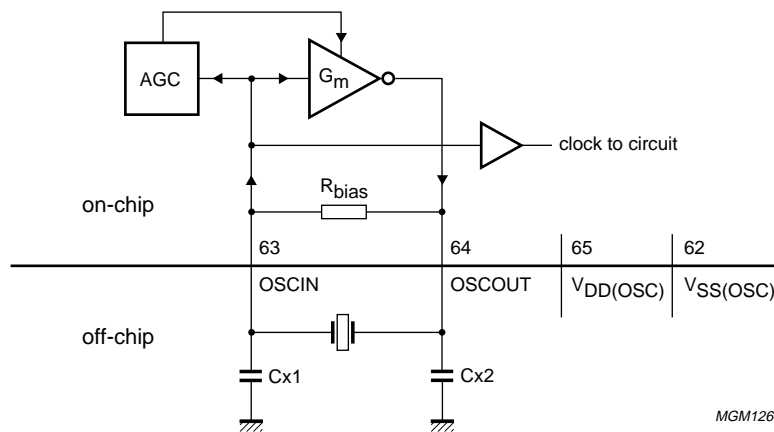 AGC
Gm
clock to circuit
Rbias
on-chip
63
64
65
62
OSCIN
OSCOUT
VDD(OSC)
VSS(OSC)
off-chip
Cx1
Cx2
MGM126